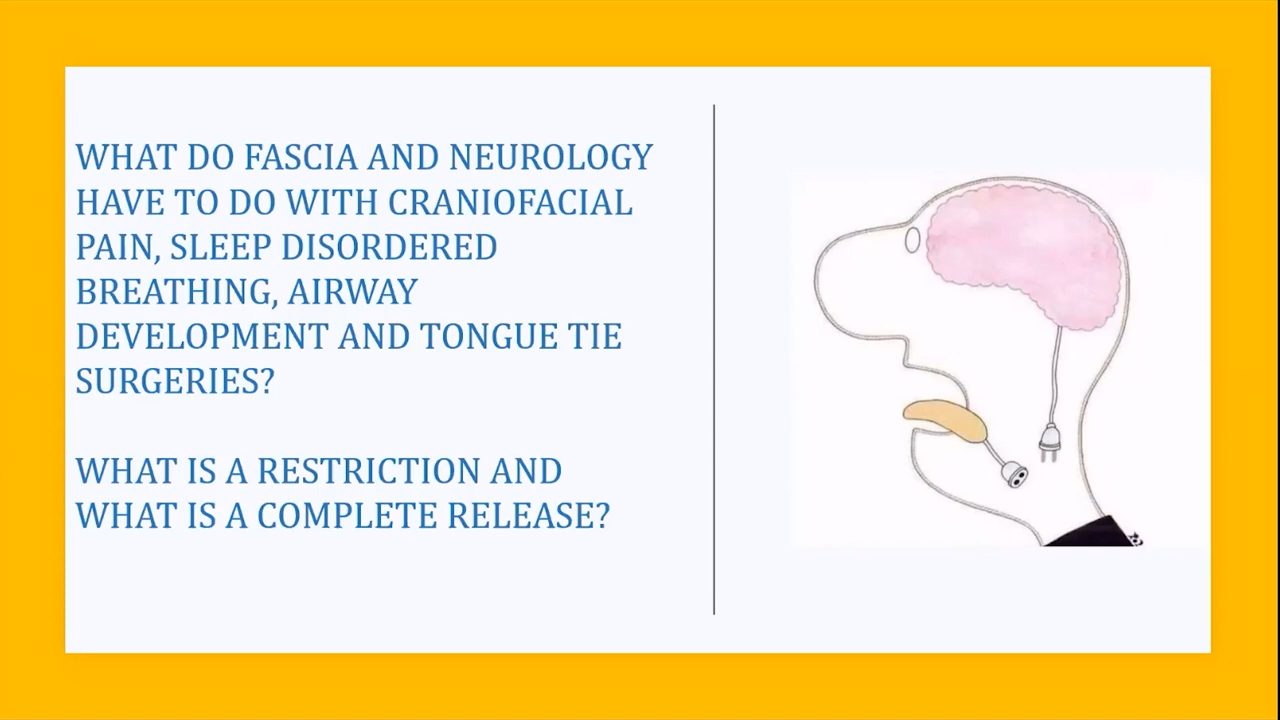 WHAT DO FASCIA AND NEUROLOGY
HAVE TO DO WITH CRANIOFACIAL
PAIN, SLEEP DISORDERED
BREATHING, AIRWAY
DEVELOPMENT AND TONGUE TIE
SURGERIES?
WHAT IS A RESTRICTION AND
WHAT IS A COMPLETE RELEASE?